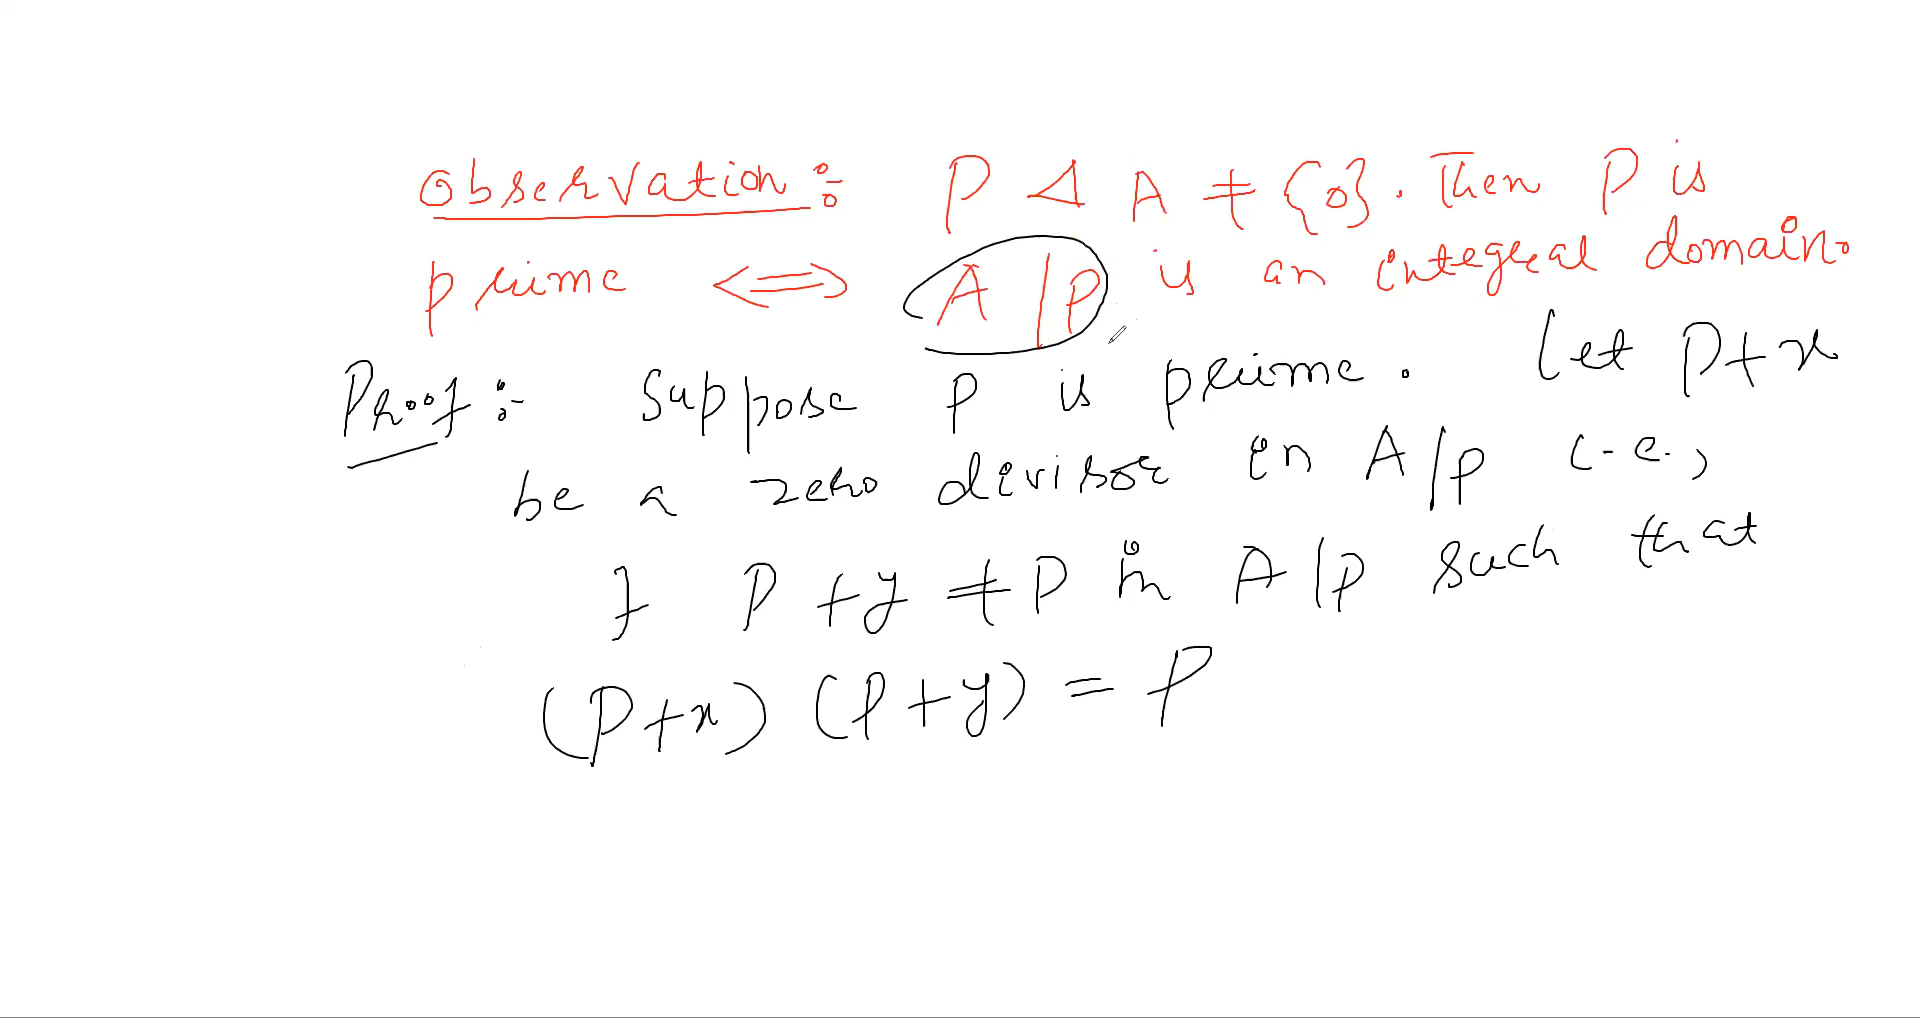 Observation :- P ⊲ A ≠ {0}. Then P is
prime ⟺ A/P is an integral domain.
Proof :- Suppose P is prime. Let P+x
be a zero divisor in A/P i.e.,
∃ P+y ≠ P in A/P such that
(P+x) (P+y) = P